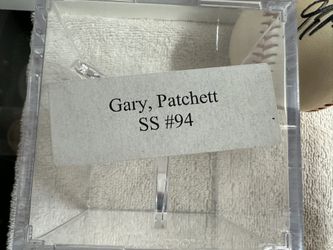 Gary, Patchett
SS #94